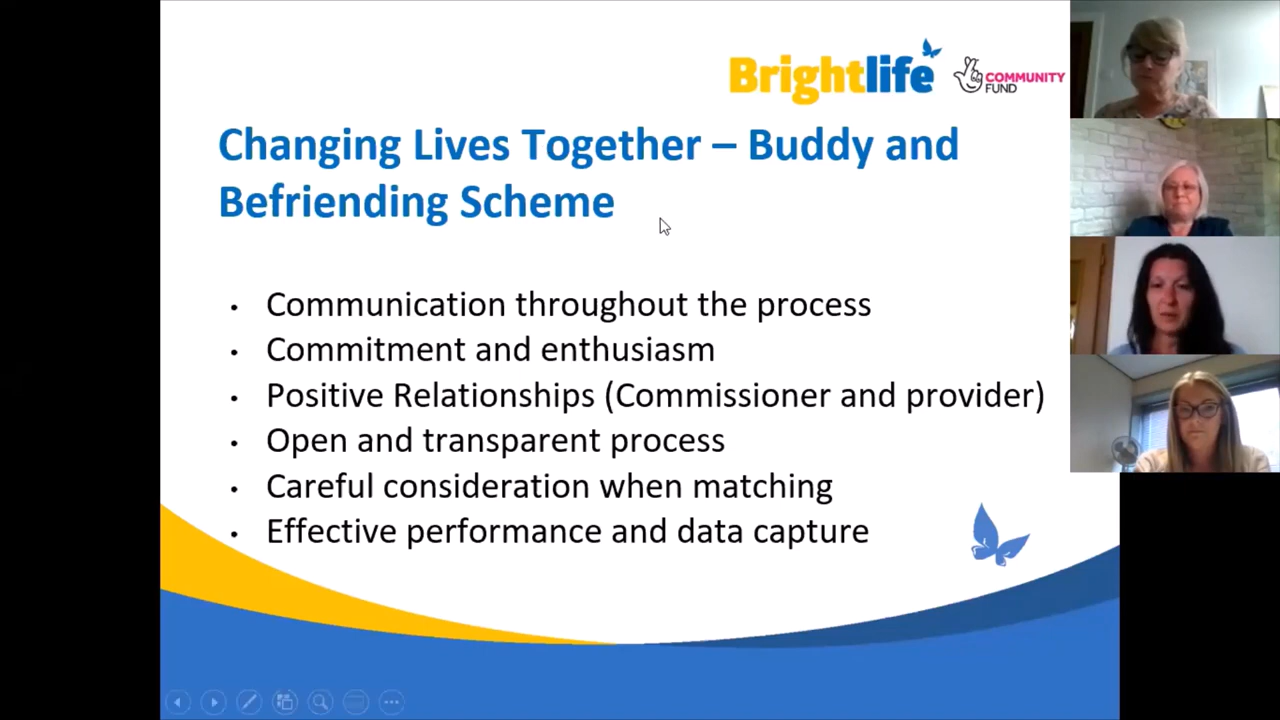 Brightlife
COMMUNITY
FUND
Changing Lives Together – Buddy and
Befriending Scheme
• Communication throughout the process
• Commitment and enthusiasm
• Positive Relationships (Commissioner and provider)
• Open and transparent process
• Careful consideration when matching
• Effective performance and data capture